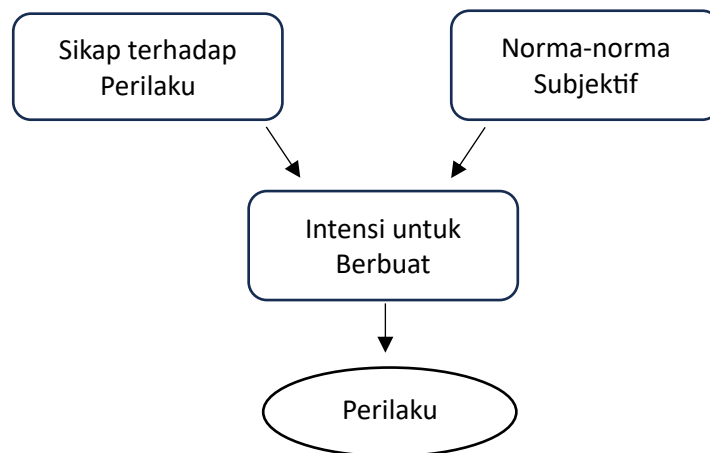 Sikap terhadap
Perilaku
Norma-norma
Subjektif
Intensi untuk
Berbuat
Perilaku